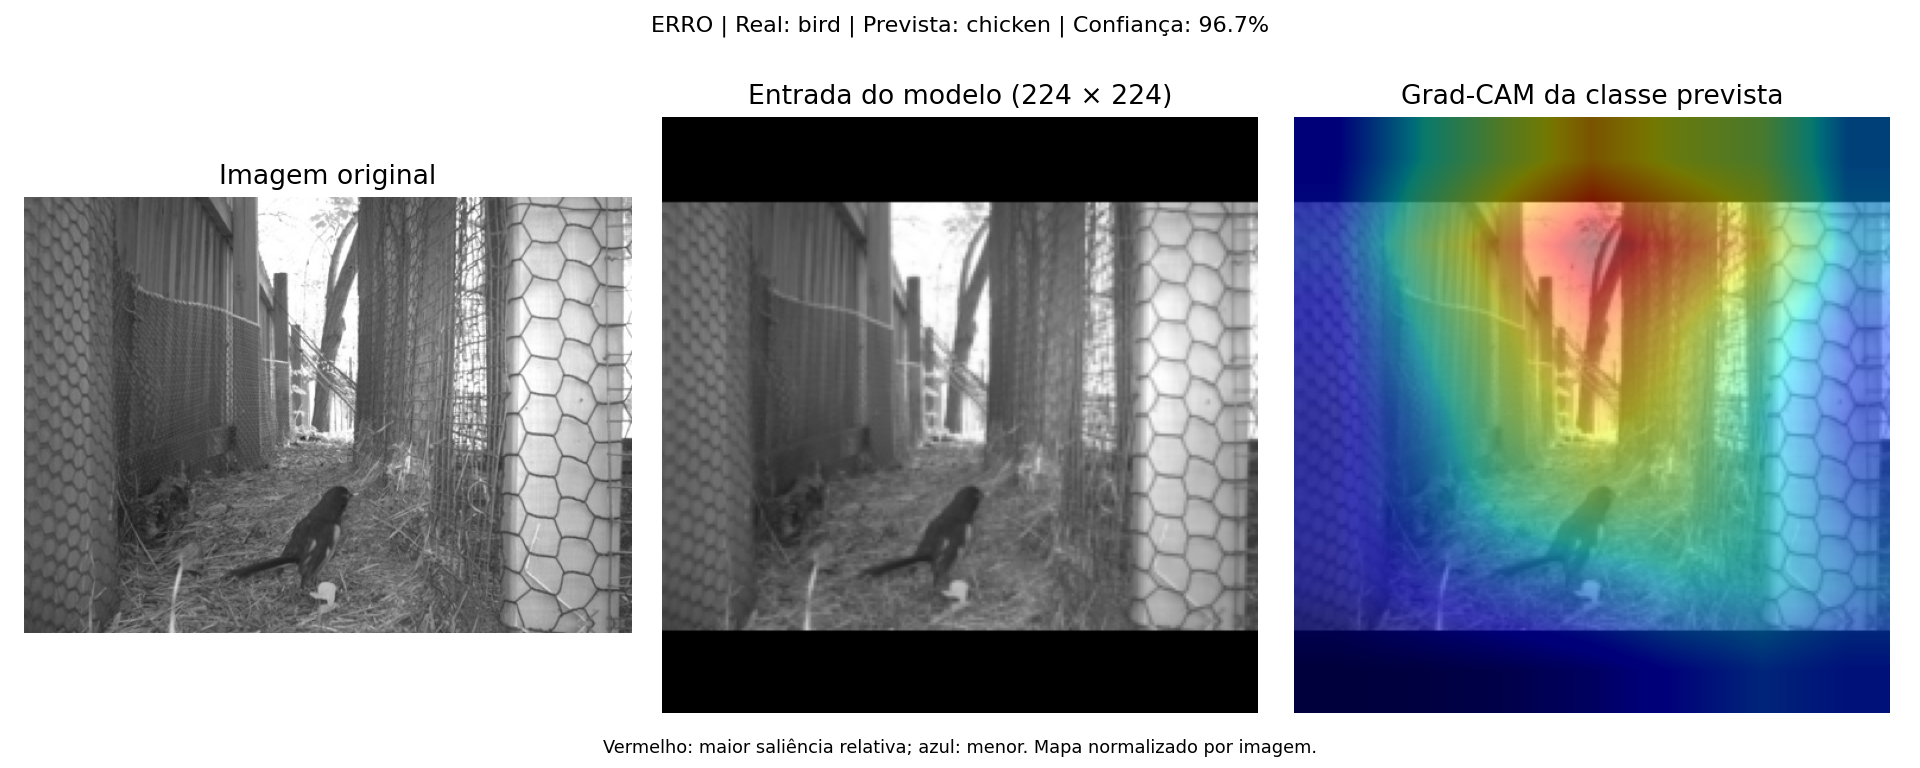 ERRO | Real: bird | Prevista: chicken | Confiança: 96.7%
Imagem original
Entrada do modelo (224 × 224)
Grad-CAM da classe prevista
Vermelho: maior saliência relativa; azul: menor. Mapa normalizado por imagem.